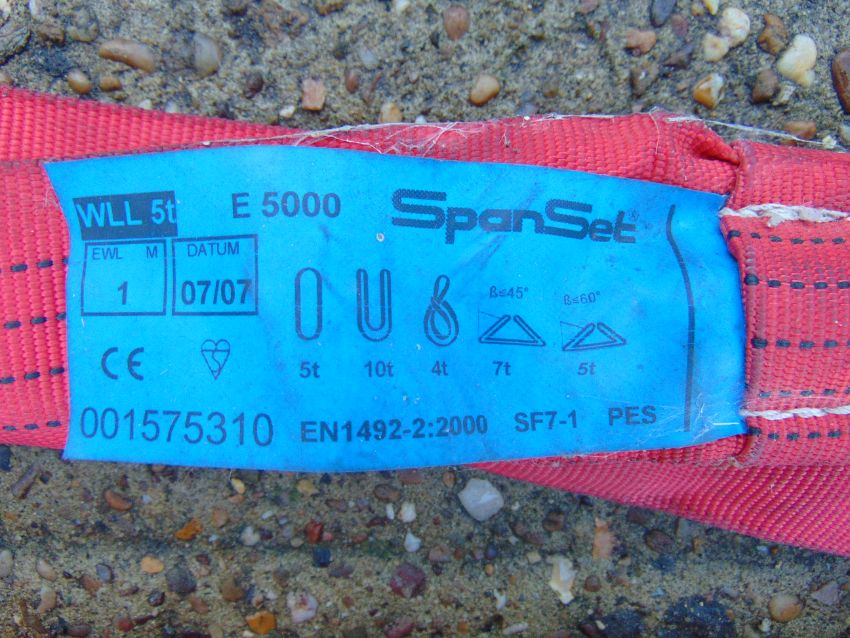 WLL 5t E 5000 SpanSet®
EWL M DATUM
1 07/07
ß≤45° ß≤60°
5t 10t 4t 7t 5t
CE
001575310 EN1492-2:2000 SF7-1 PES